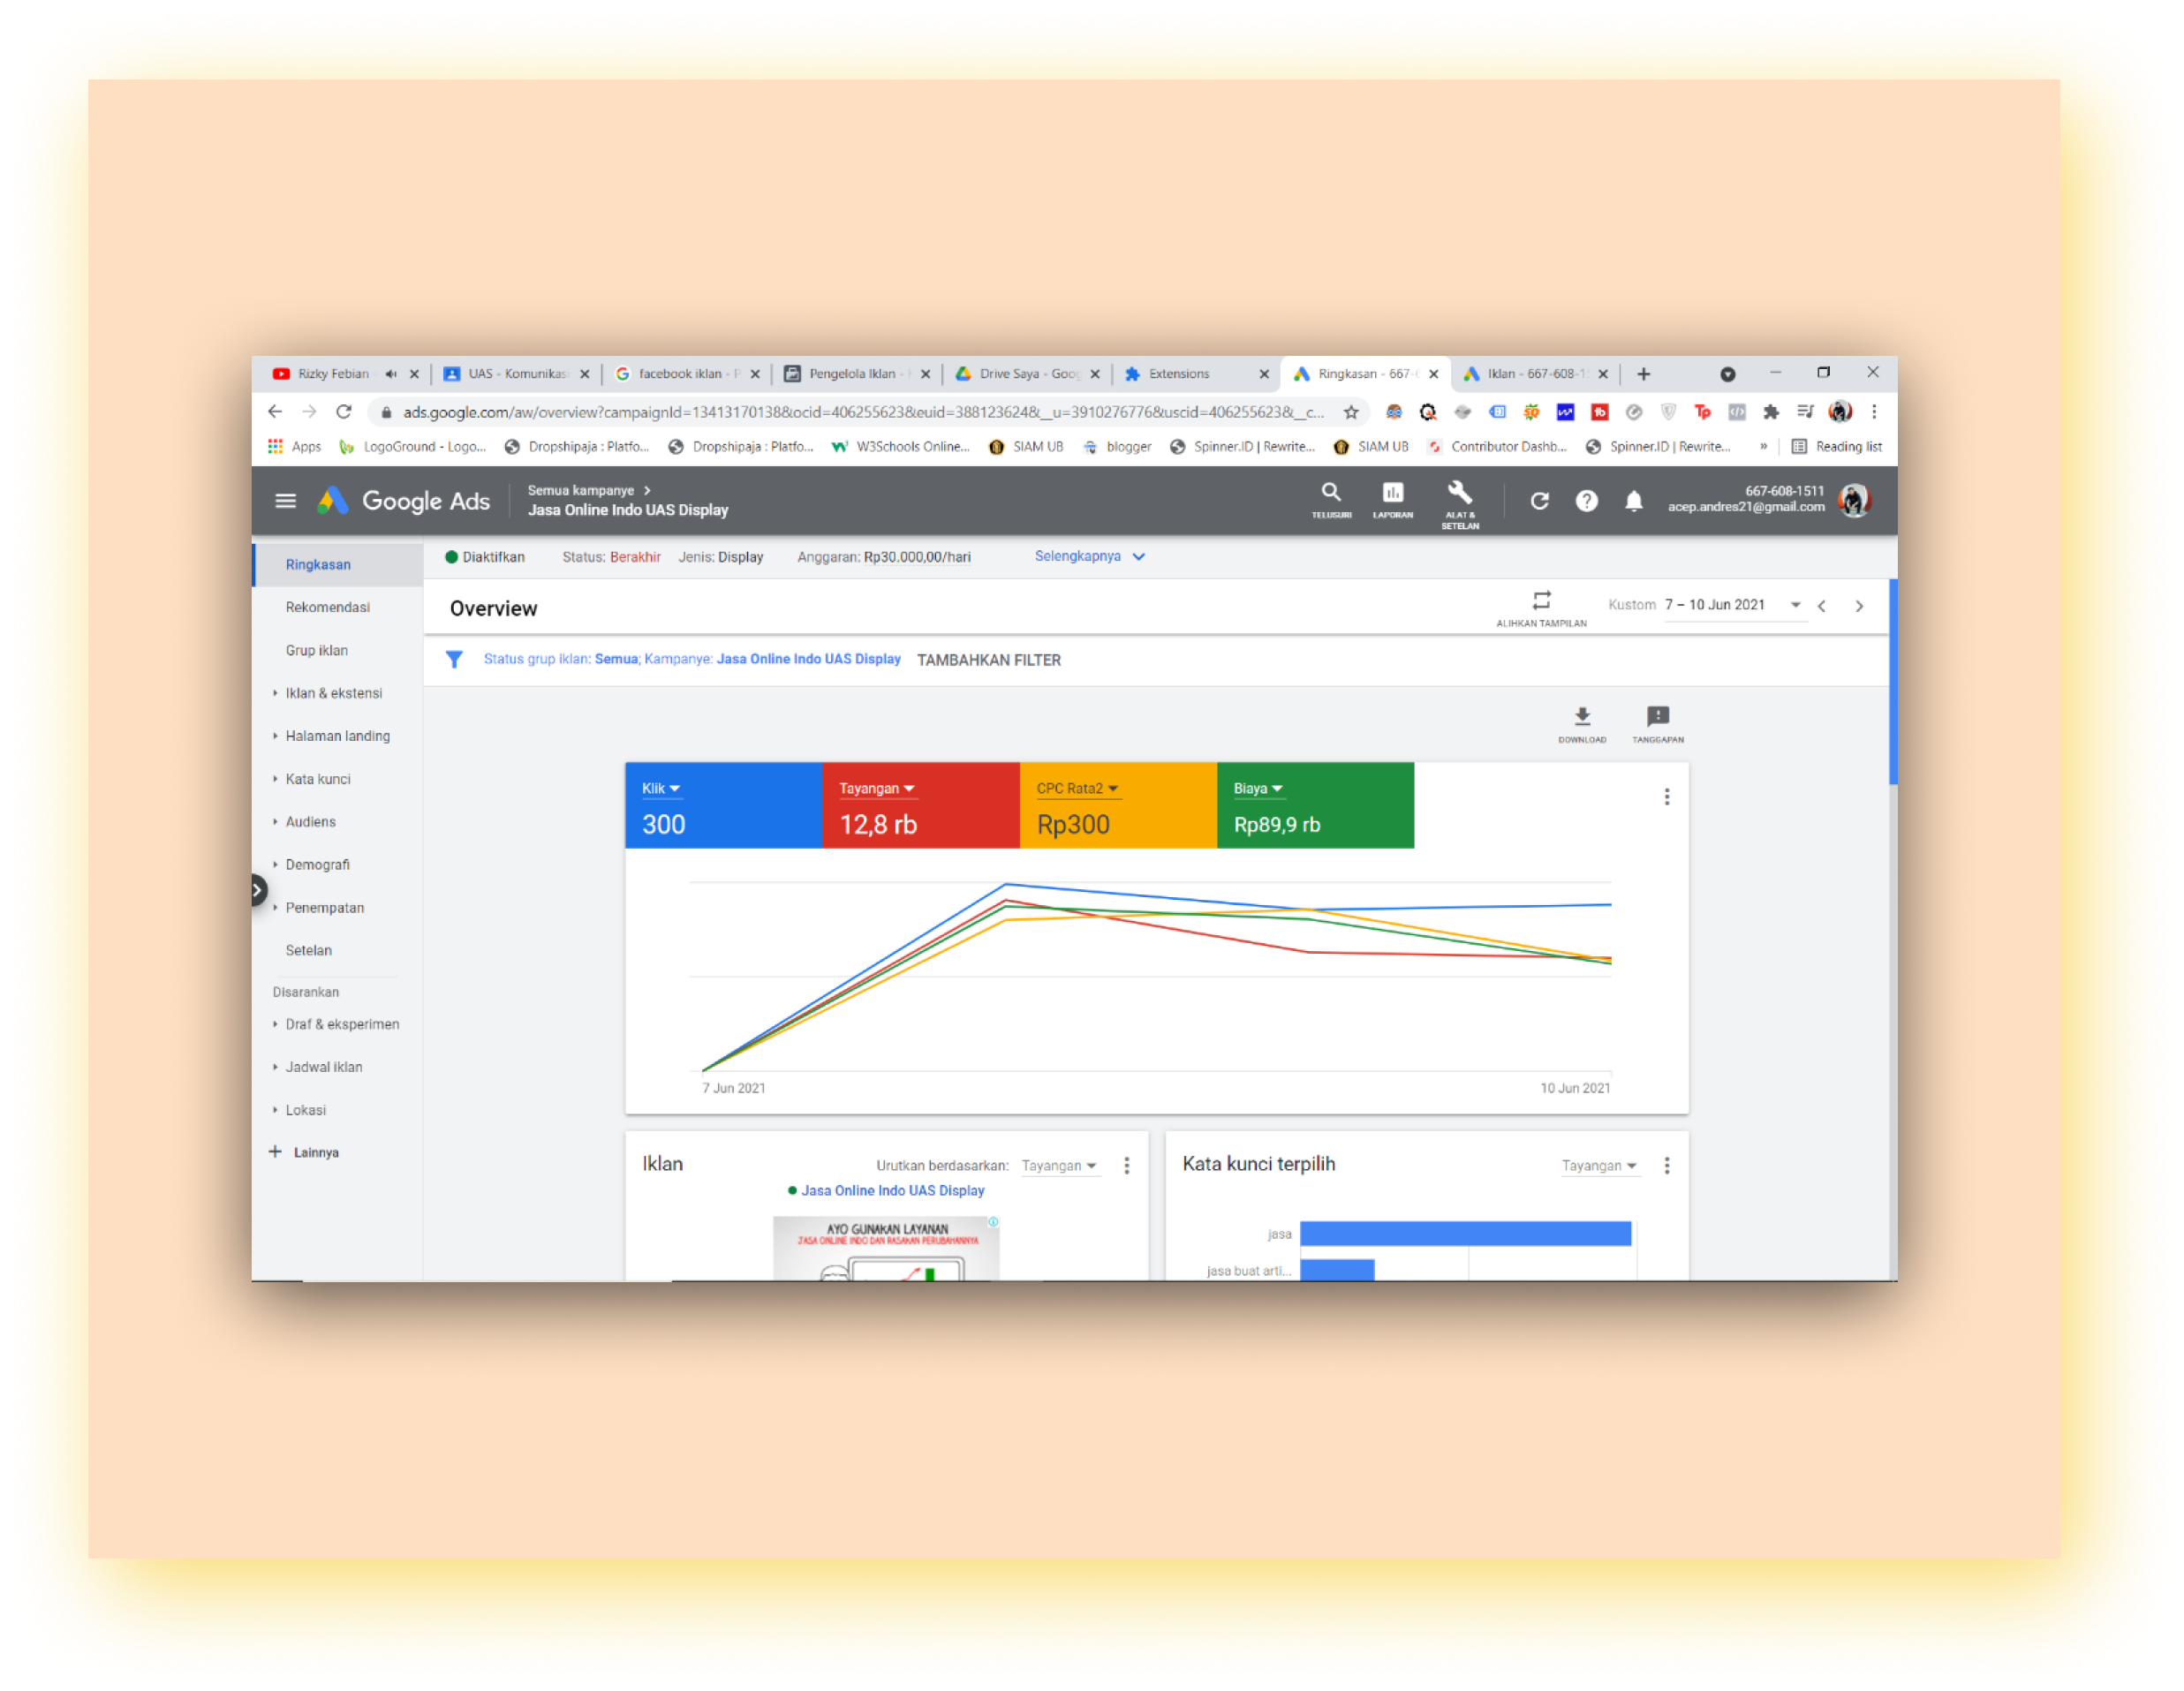 Rizky Febian
UAS - Komunikas
facebook iklan - P
Pengelola Iklan -
Drive Saya - Goog
Extensions
Ringkasan - 667-6
Iklan - 667-608-1
ads.google.com/aw/overview?campaignId=13413170138&ocid=406255623&euid=388123624&__u=3910276776&uscid=406255623&__c...
Apps
LogoGround - Logo...
Dropshipaja : Platfo...
Dropshipaja : Platfo...
W3Schools Online...
SIAM UB
blogger
Spinner.ID | Rewrite...
SIAM UB
Contributor Dashb...
Spinner.ID | Rewrite...
»
Reading list
Google Ads
Semua kampanye >
Jasa Online Indo UAS Display
TELUSURI
LAPORAN
ALAT &
SETELAN
667-608-1511
acep.andres21@gmail.com
Ringkasan
Rekomendasi
Grup iklan
Iklan & ekstensi
Halaman landing
Kata kunci
Audiens
Demografi
Penempatan
Setelan
Disarankan
Draf & eksperimen
Jadwal iklan
Lokasi
+ Lainnya
Diaktifkan
Status: Berakhir
Jenis: Display
Anggaran: Rp30.000,00/hari
Selengkapnya
Overview
ALIHKAN TAMPILAN
Kustom
7 – 10 Jun 2021
Status grup iklan: Semua; Kampanye: Jasa Online Indo UAS Display
TAMBAHKAN FILTER
DOWNLOAD
TANGGAPAN
Klik
300
Tayangan
12,8 rb
CPC Rata2
Rp300
Biaya
Rp89,9 rb
7 Jun 2021
10 Jun 2021
Iklan
Urutkan berdasarkan: Tayangan
Jasa Online Indo UAS Display
AYO GUNAKAN LAYANAN
JASA ONLINE INDO DAN RASAKAN PERUBAHANNYA
Kata kunci terpilih
Tayangan
jasa
jasa buat arti...